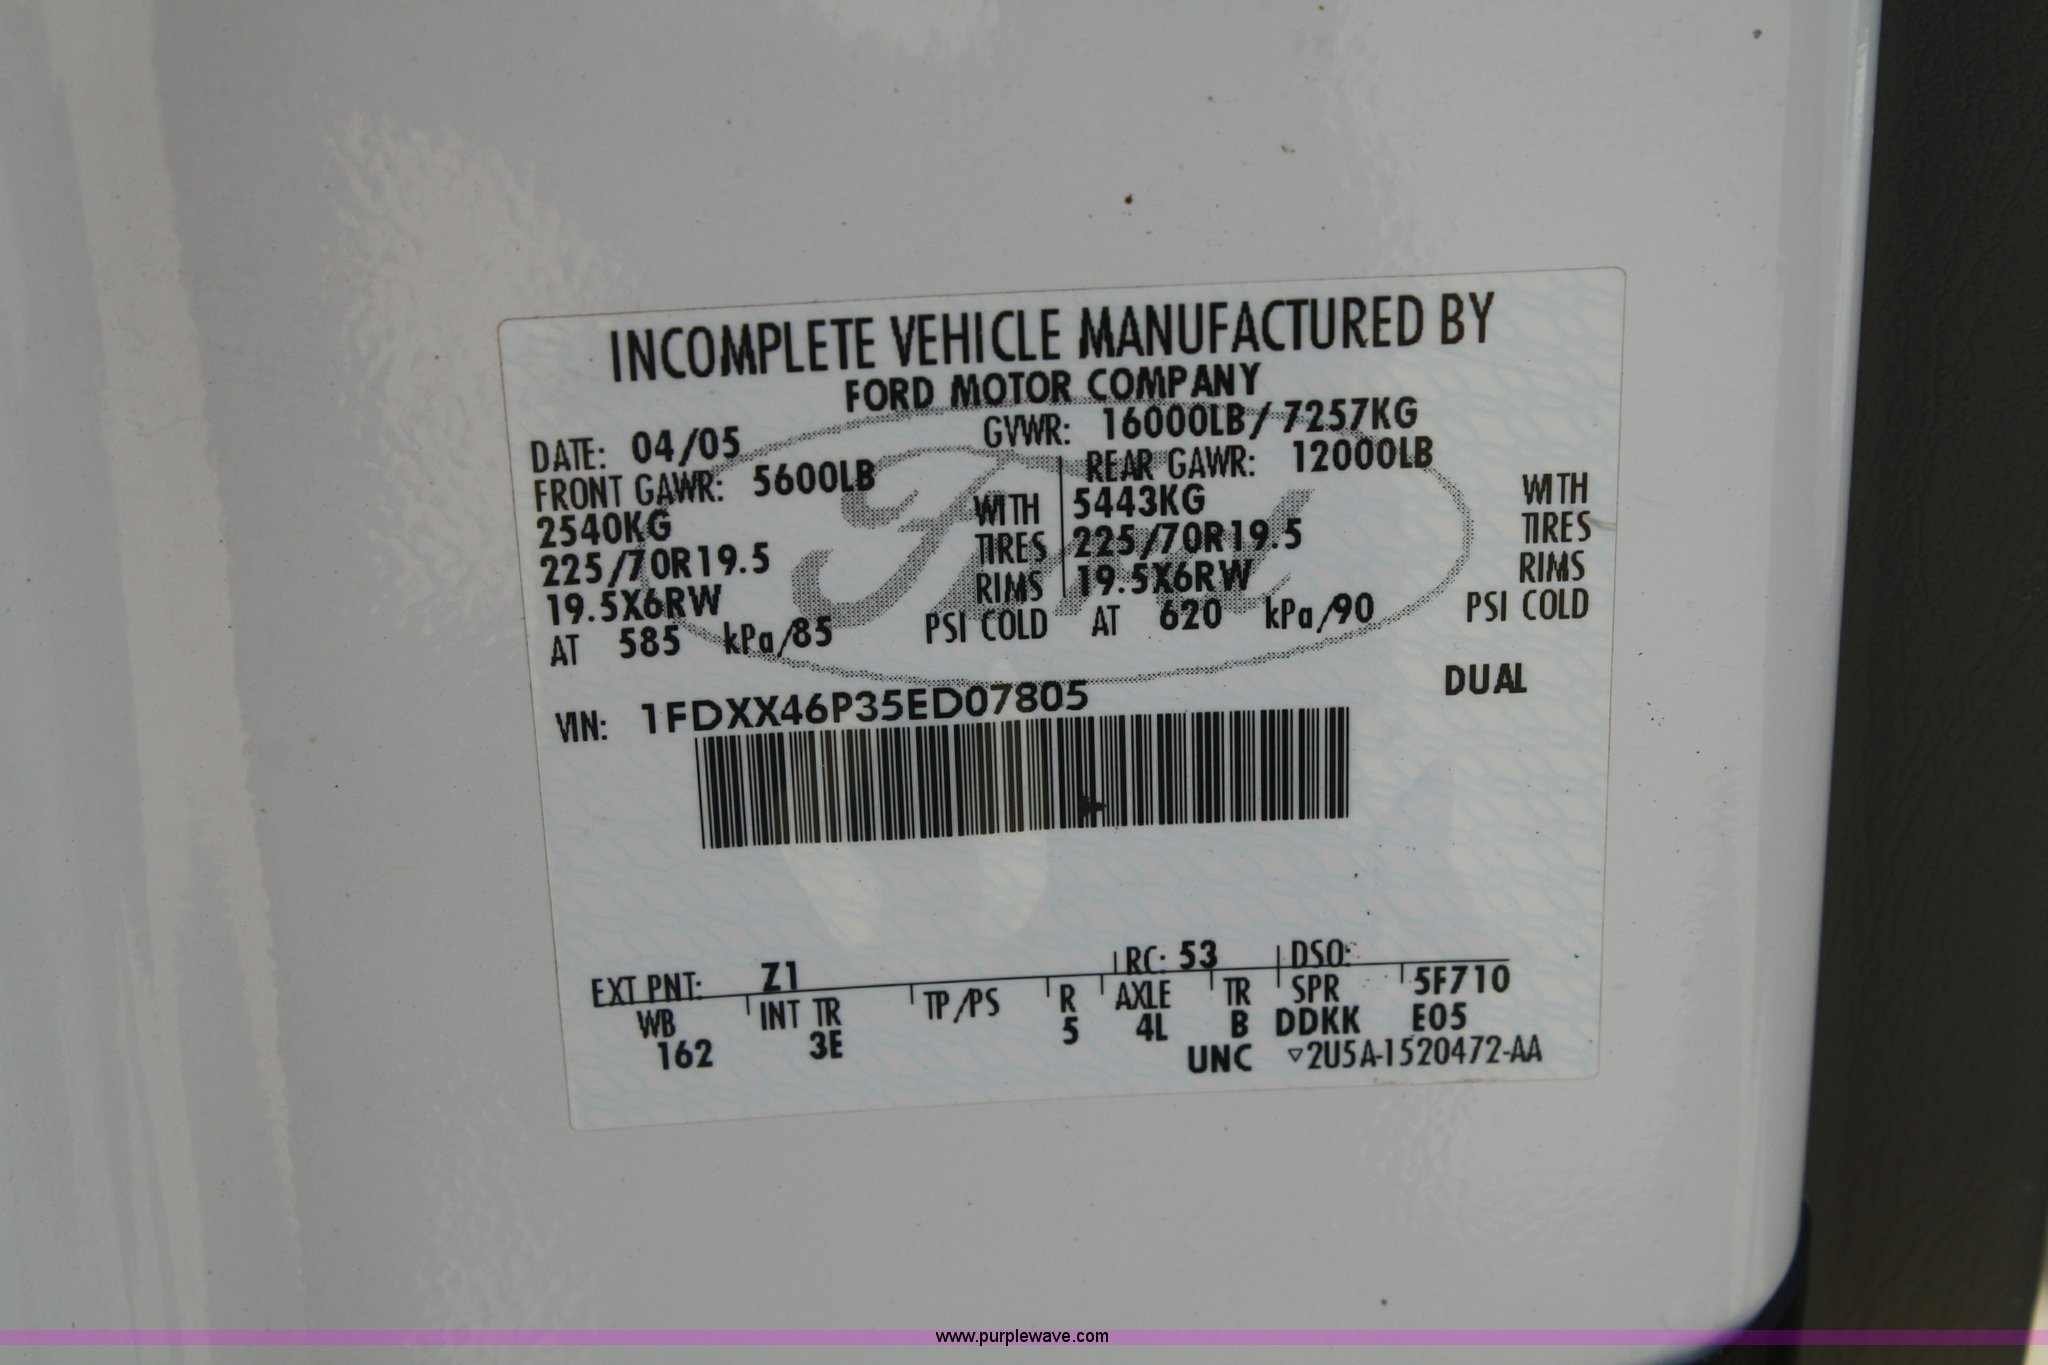 INCOMPLETE VEHICLE MANUFACTURED BY
FORD MOTOR COMPANY
DATE: 04/05 GVWR: 16000LB/ 7257KG
FRONT GAWR: 5600LB REAR GAWR: 12000LB
2540KG WITH 5443KG WITH
225/70R19.5 TIRES 225/70R19.5 TIRES
19.5X6RW RIMS 19.5X6RW RIMS
AT 585 kPa/85 PSI COLD AT 620 kPa/90 PSI COLD
Ford
DUAL
VIN: 1FDXX46P35ED07805
EXT PNT: Z1 RC: 53 DSO:
WB INT TR TP/PS R AXLE TR SPR 5F710
162 3E 5 4L B DDKK E05
UNC ▽2U5A-1520472-AA
www.purplewave.com